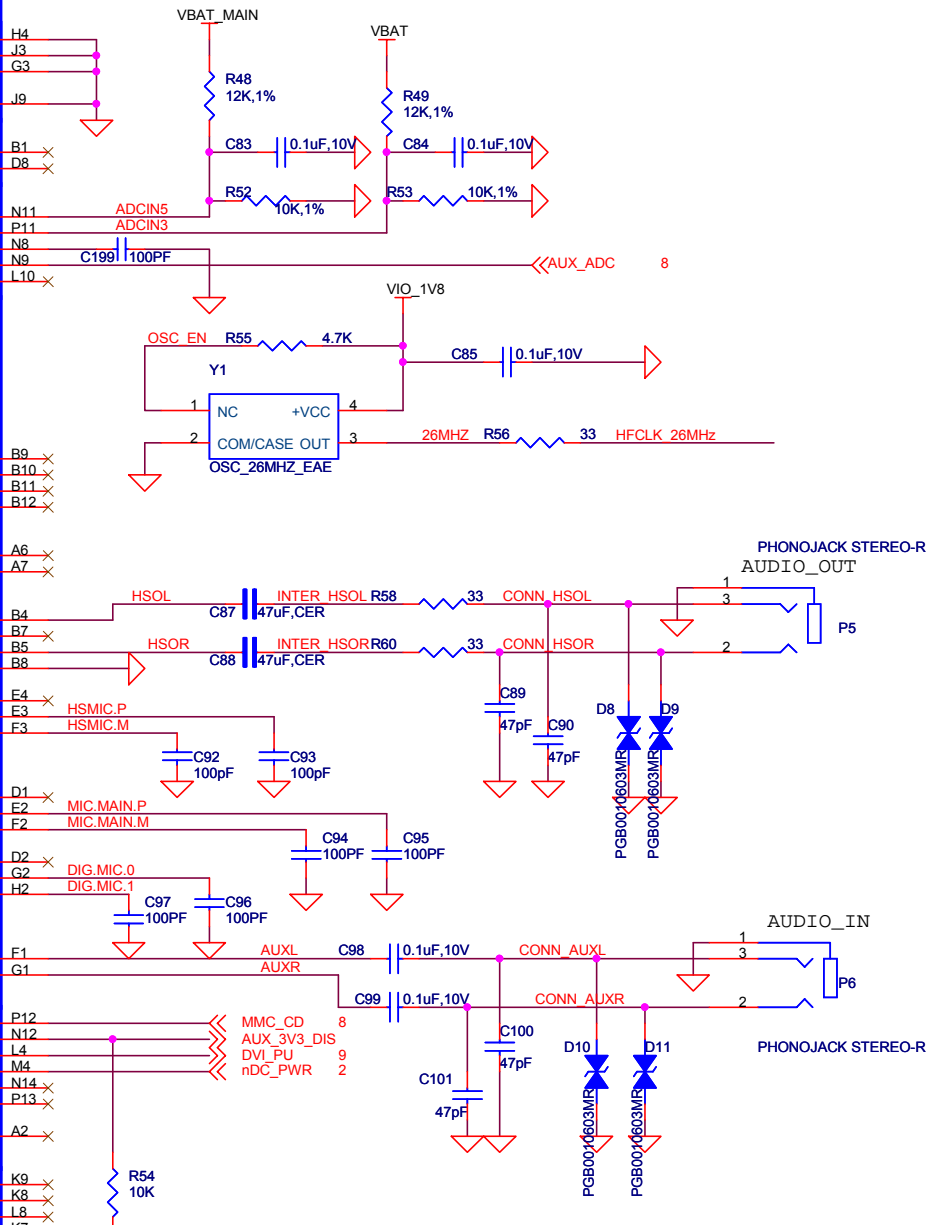 VBAT_MAIN
VBAT
H4
J3
G3
J9
R48
12K,1%
R49
12K,1%
B1
D8
C83
0.1uF,10V
C84
0.1uF,10V
R52
10K,1%
R53
10K,1%
N11
ADCIN5
P11
ADCIN3
N8
C199
100PF
N9
AUX_ADC
8
L10
VIO_1V8
OSC_EN
R55
4.7K
C85
0.1uF,10V
Y1
1
NC
+VCC
4
2
COM/CASE
OUT
3
26MHZ
R56
33
HFCLK_26MHz
OSC_26MHZ_EAE
B9
B10
B11
B12
A6
A7
PHONOJACK STEREO-R
AUDIO_OUT
1
3
2
P5
HSOL
C87
47uF,CER
INTER_HSOL
R58
33
CONN_HSOL
B4
B7
B5
HSOR
C88
47uF,CER
INTER_HSOR
R60
33
CONN_HSOR
B8
C89
47pF
C90
47pF
D8
D9
PGB0010603MR
PGB0010603MR
E4
E3
HSMIC.P
F3
HSMIC.M
C92
100pF
C93
100pF
D1
E2
MIC.MAIN.P
F2
MIC.MAIN.M
C94
100PF
C95
100PF
D2
G2
DIG.MIC.0
H2
DIG.MIC.1
C97
100PF
C96
100PF
AUDIO_IN
1
3
2
P6
PHONOJACK STEREO-R
F1
AUXL
C98
0.1uF,10V
CONN_AUXL
G1
AUXR
C99
0.1uF,10V
CONN_AUXR
C100
47pF
C101
47pF
D10
D11
PGB0010603MR
PGB0010603MR
P12
MMC_CD
8
N12
AUX_3V3_DIS
L4
DVI_PU
9
M4
nDC_PWR
2
N14
P13
A2
R54
10K
K9
K8
L8
K7